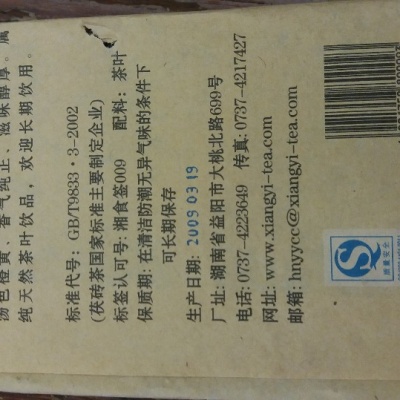 汤色橙黄、香气纯正、滋味醇厚。属
纯天然茶叶饮品，欢迎长期饮用。
标准代号: GB/T9833·3-2002
(茯砖茶国家标准主要制定企业)
标签认可号: 湘食签009 配料: 茶叶
保质期: 在清洁防潮无异气味的条件下
可长期保存
生产日期: 2009 03 19
厂址: 湖南省益阳市大桃北路699号
电话: 0737-4223649 传真: 0737-4217427
网址: www.xiangyi-tea.com
邮箱: hnyycc@xiangyi-tea.com
质量安全